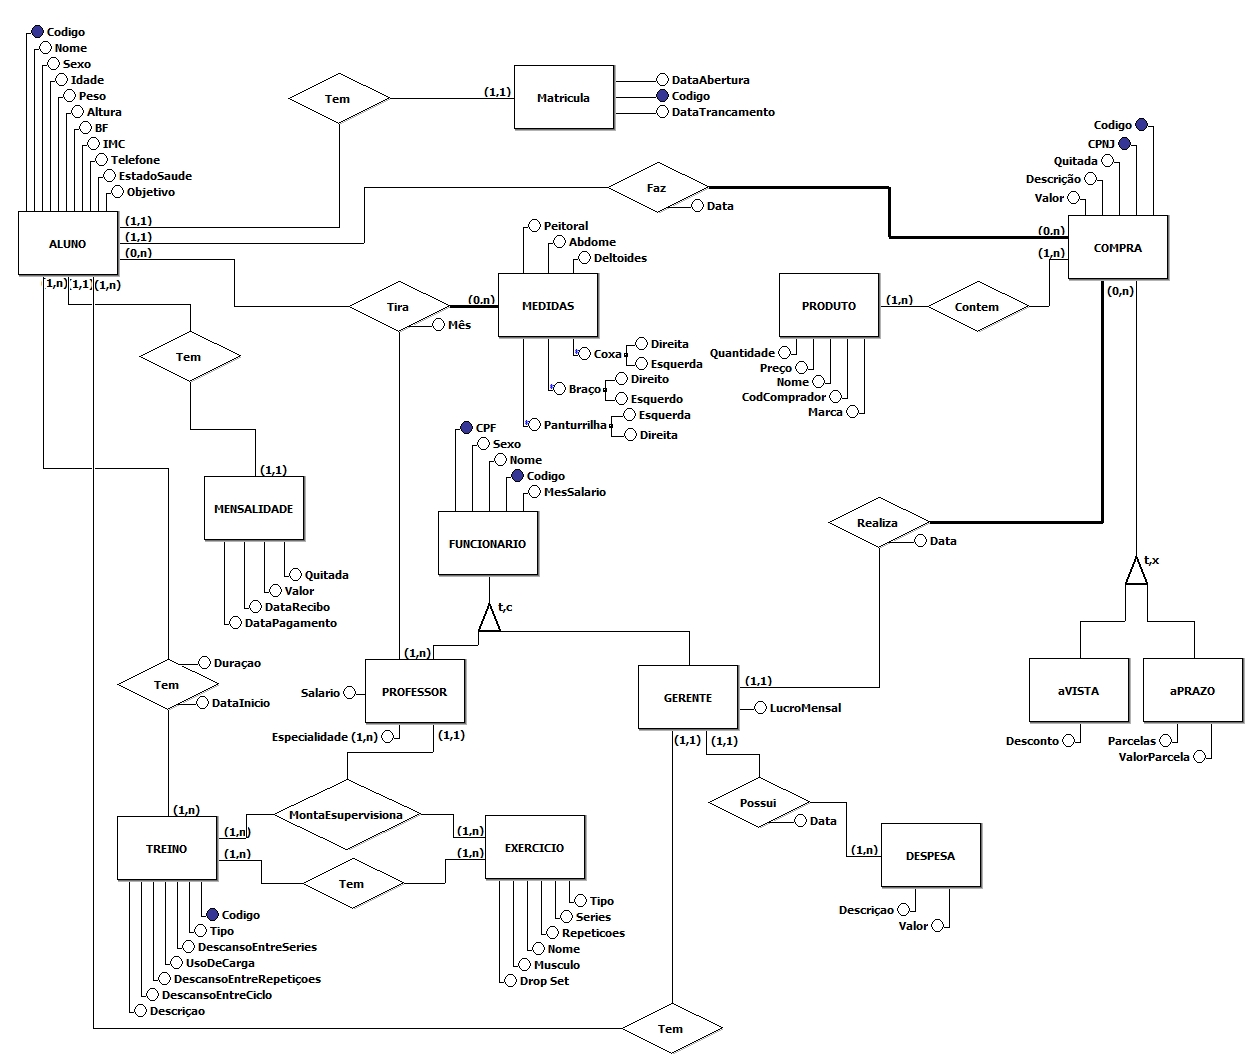 Codigo
Nome
Sexo
Idade
Peso
Altura
BF
IMC
Telefone
EstadoSaude
Objetivo
ALUNO
(1,1)
(1,1)
(0,n)
(1,n)
(1,1)
(1,n)
Tem
(1,1)
Matricula
DataAbertura
Codigo
DataTrancamento
Faz
Data
Codigo
CPNJ
Quitada
Descrição
Valor
(0,n)
(1,n)
COMPRA
(0,n)
Peitoral
Abdome
Deltoides
Tira
Mês
(0,n)
MEDIDAS
Coxa
Direita
Esquerda
Braço
Direito
Esquerdo
Panturrilha
Esquerda
Direita
PRODUTO
(1,n)
Contem
Quantidade
Preço
Nome
CodComprador
Marca
Tem
(1,1)
MENSALIDADE
Quitada
Valor
DataRecibo
DataPagamento
CPF
Sexo
Nome
Codigo
MesSalario
FUNCIONARIO
t,c
Realiza
Data
t,x
aVISTA
aPRAZO
Desconto
Parcelas
ValorParcela
Tem
Duraçao
DataInicio
(1,n)
PROFESSOR
Salario
Especialidade (1,n)
(1,1)
GERENTE
(1,1)
LucroMensal
(1,1)
(1,1)
Possui
Data
(1,n)
DESPESA
Descriçao
Valor
MontaEsupervisiona
(1,n)
TREINO
(1,n)
(1,n)
Tem
(1,n)
(1,n)
EXERCICIO
Codigo
Tipo
DescansoEntreSeries
UsoDeCarga
DescansoEntreRepetiçoes
DescansoEntreCiclo
Descriçao
Tipo
Series
Repeticoes
Nome
Musculo
Drop Set
Tem